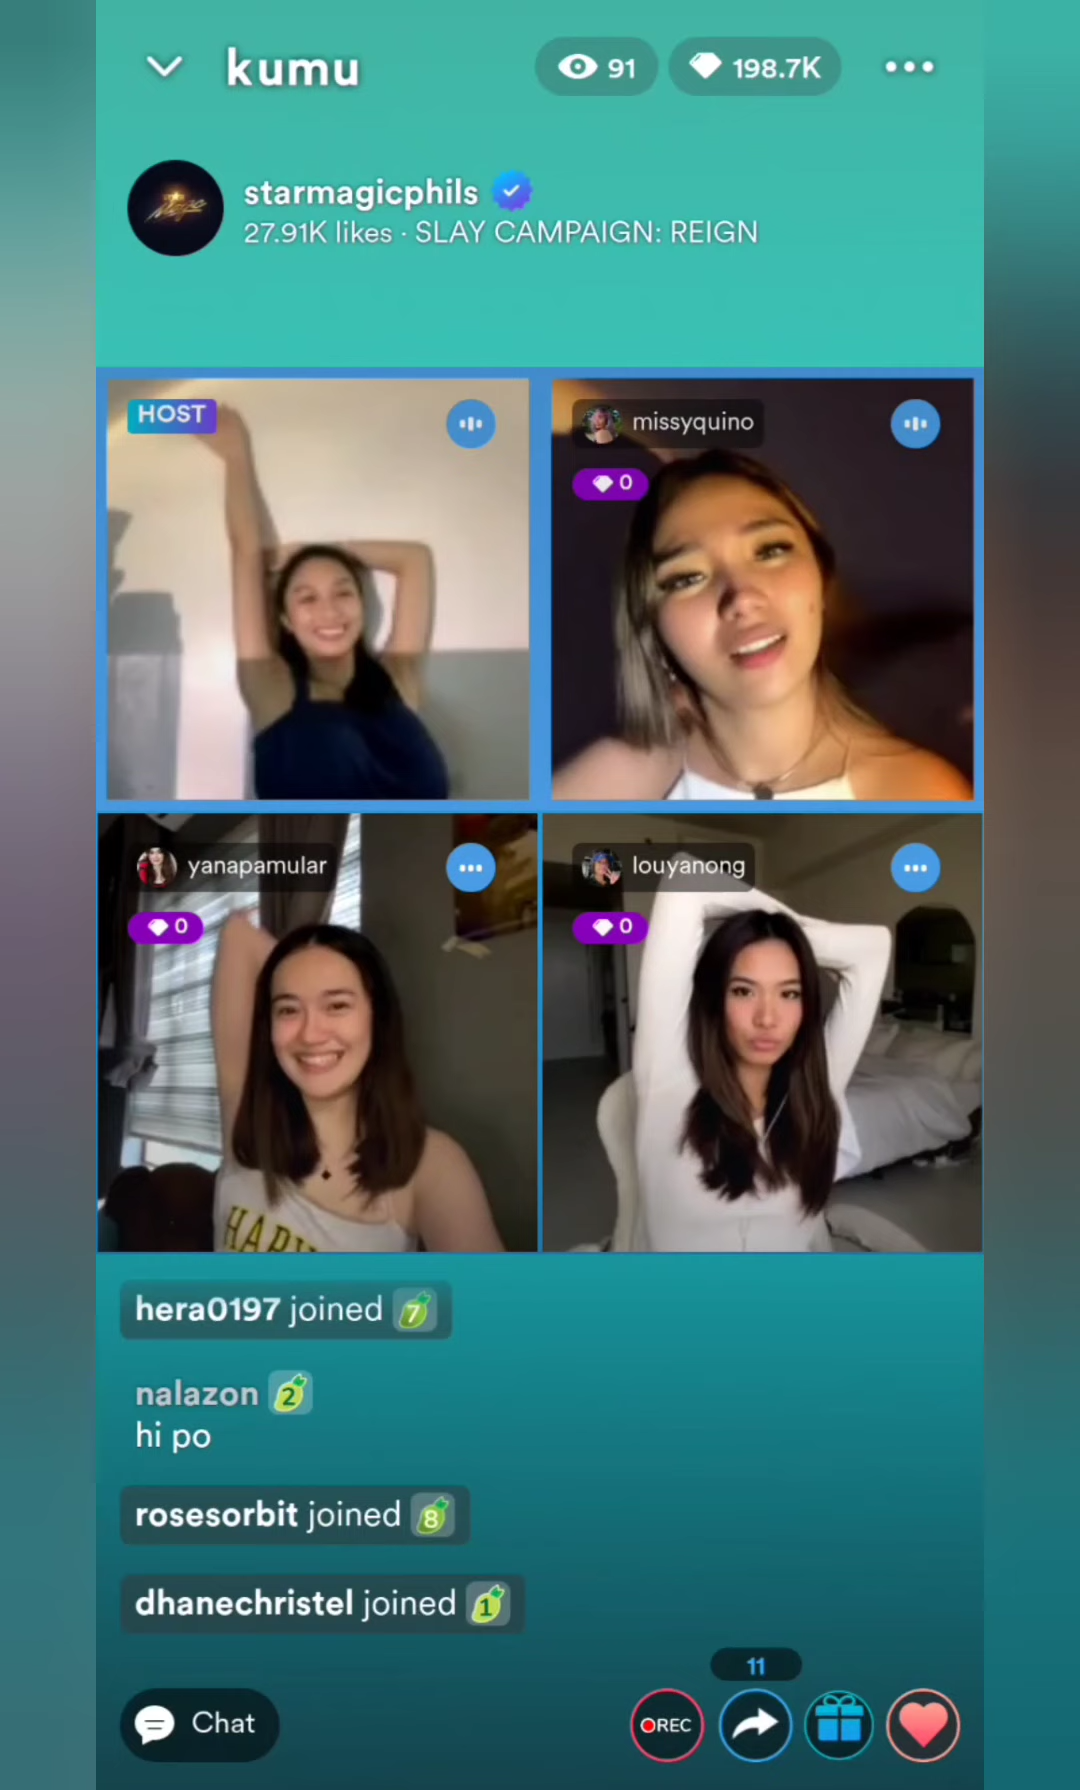 kumu
91
198.7K
starmagicphils
27.91K likes · SLAY CAMPAIGN: REIGN
HOST
missyquino
0
yanapamular
0
louyanong
0
hera0197 joined 7
nalazon 2
hi po
rosesorbit joined 8
dhanechristel joined 1
11
Chat
REC